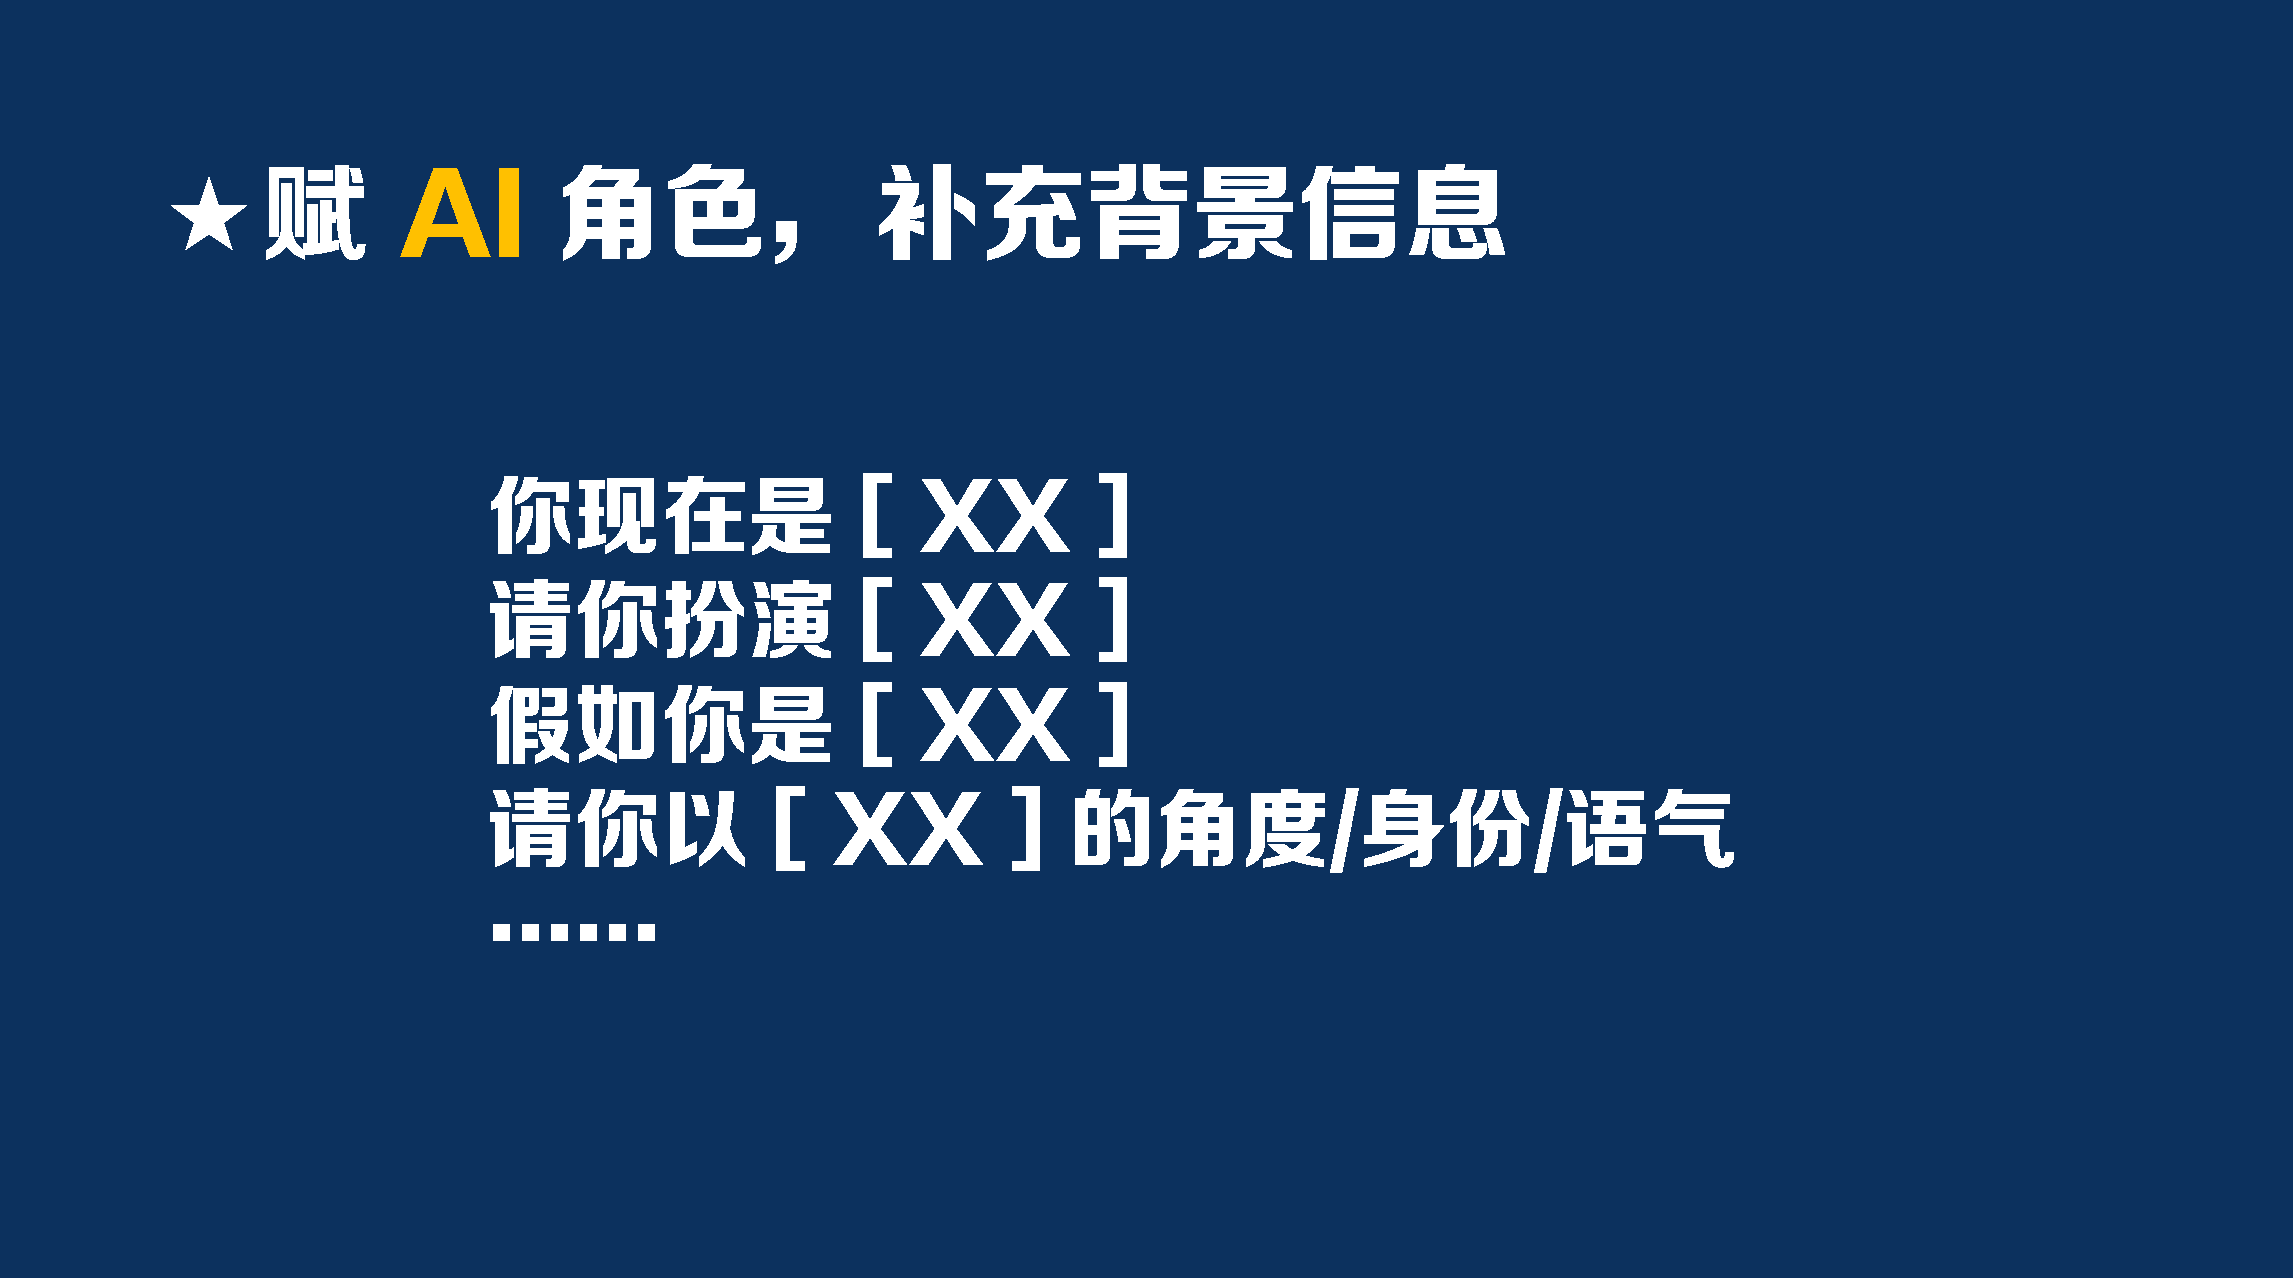 ★赋 AI 角色，补充背景信息
你现在是 [ XX ]
请你扮演 [ XX ]
假如你是 [ XX ]
请你以 [ XX ] 的角度/身份/语气
……